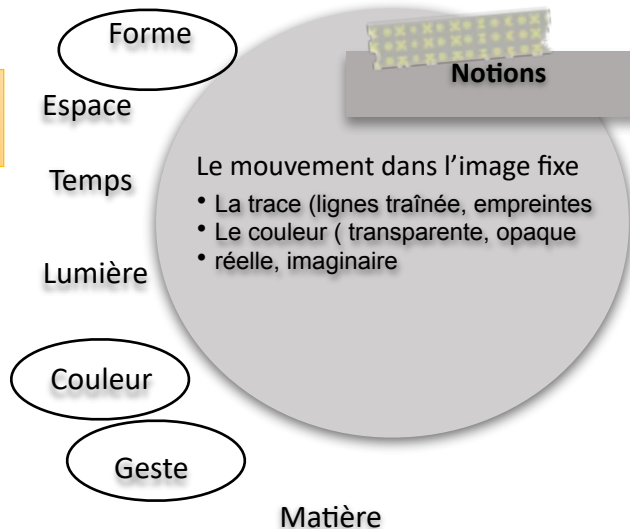 Forme
Notions
Espace
Temps
Le mouvement dans l'image fixe
• La trace (lignes traînée, empreintes
• Le couleur ( transparente, opaque
• réelle, imaginaire
Lumière
Couleur
Geste
Matière